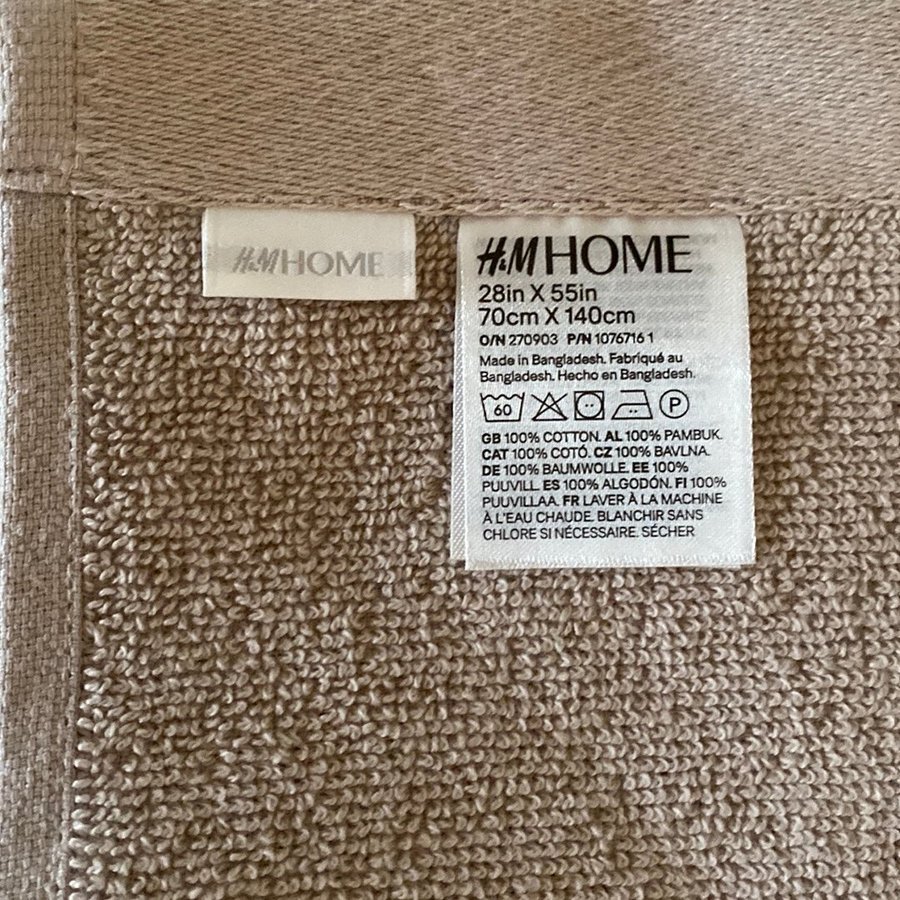 H&M HOME
H&M HOME
28in X 55in
70cm X 140cm
O/N 270903 P/N 1076716 1
Made in Bangladesh. Fabriqué au
Bangladesh. Hecho en Bangladesh.
60
P
GB 100% COTTON. AL 100% PAMBUK.
CAT 100% COTÓ. CZ 100% BAVLNA.
DE 100% BAUMWOLLE. EE 100%
PUUVILL. ES 100% ALGODÓN. FI 100%
PUUVILLAA. FR LAVER À LA MACHINE
À L'EAU CHAUDE. BLANCHIR SANS
CHLORE SI NÉCESSAIRE. SÉCHER